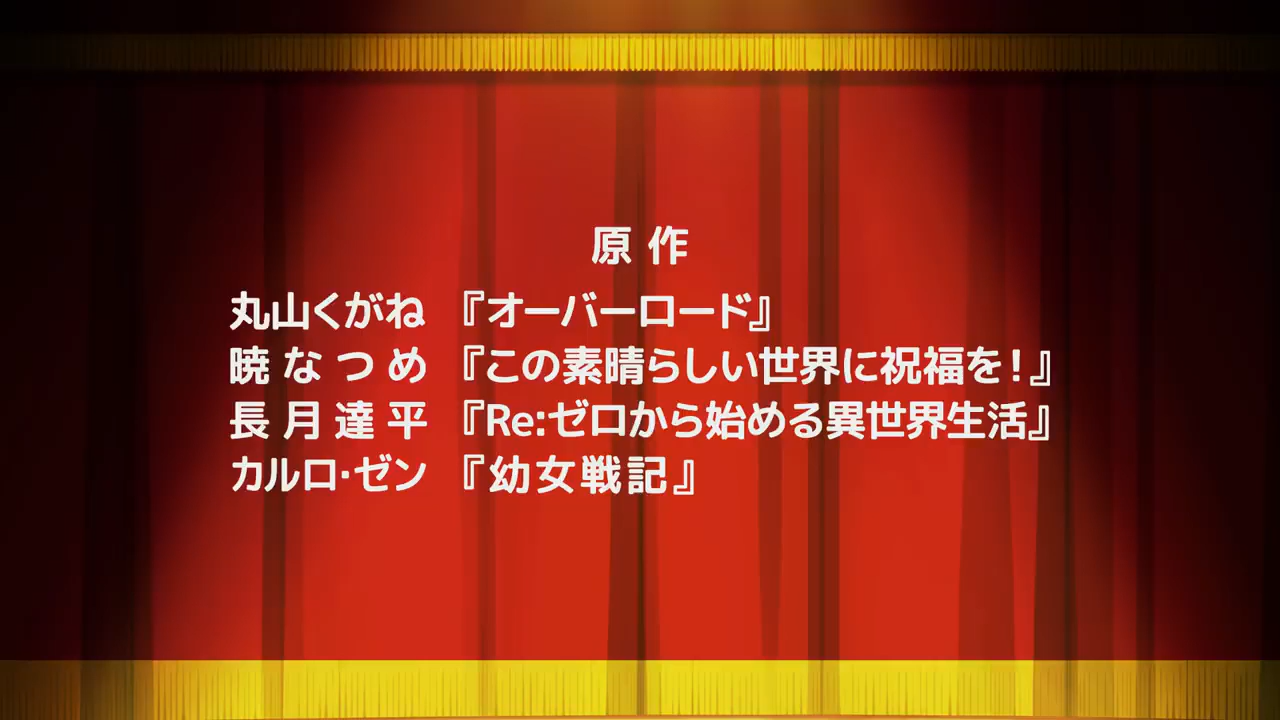 原作
丸山くがね 『オーバーロード』
暁なつめ 『この素晴らしい世界に祝福を！』
長月達平 『Re:ゼロから始める異世界生活』
カルロ・ゼン 『幼女戦記』